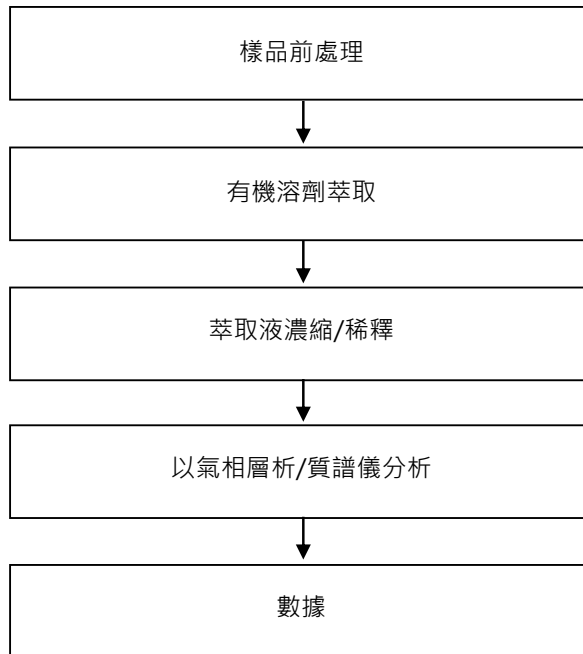 樣品前處理
有機溶劑萃取
萃取液濃縮/稀釋
以氣相層析/質譜儀分析
數據